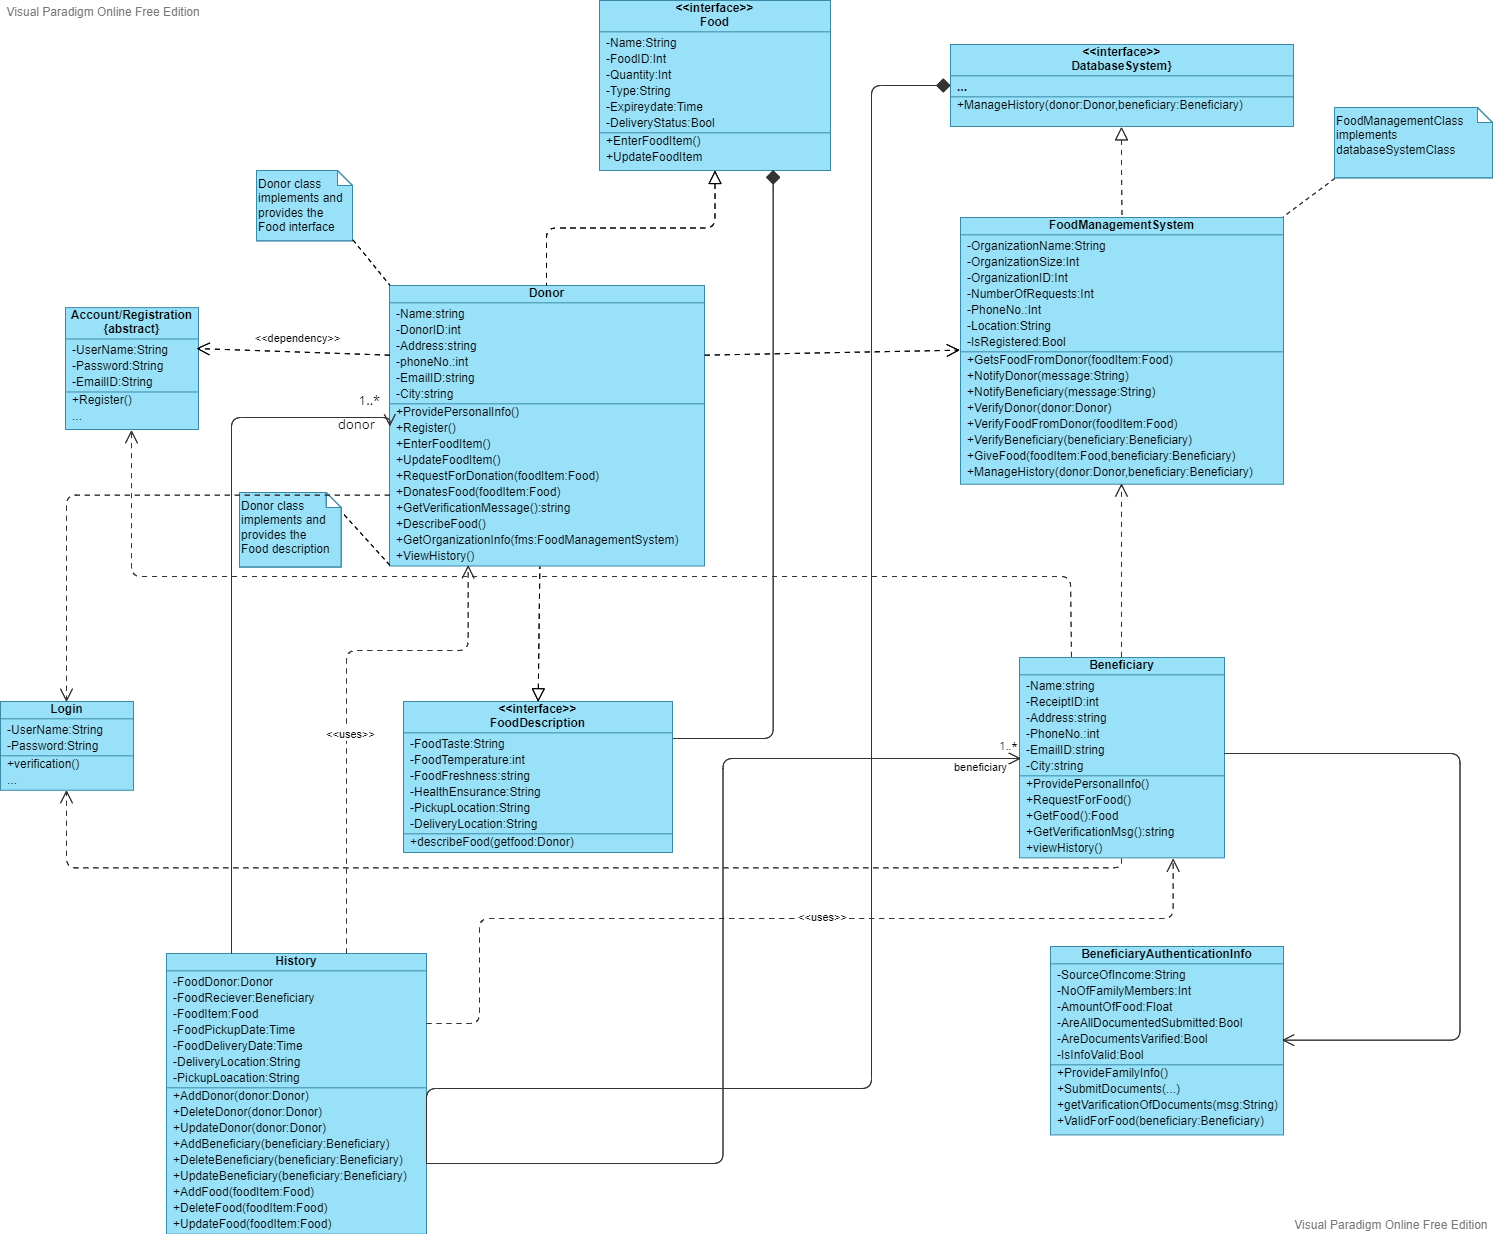 Visual Paradigm Online Free Edition
<<interface>>
Food
-Name:String
-FoodID:Int
-Quantity:Int
-Type:String
-Expireydate:Time
-DeliveryStatus:Bool
+EnterFoodItem()
+UpdateFoodItem
<<interface>>
DatabaseSystem}
...
+ManageHistory(donor:Donor,beneficiary:Beneficiary)
FoodManagementClass
implements
databaseSystemClass
Donor class
implements and
provides the
Food interface
FoodManagementSystem
-OrganizationName:String
-OrganizationSize:Int
-OrganizationID:Int
-NumberOfRequests:Int
-PhoneNo.:Int
-Location:String
-IsRegistered:Bool
+GetsFoodFromDonor(foodItem:Food)
+NotifyDonor(message:String)
+NotifyBeneficiary(message:String)
+VerifyDonor(donor:Donor)
+VerifyFoodFromDonor(foodItem:Food)
+VerifyBeneficiary(beneficiary:Beneficiary)
+GiveFood(foodItem:Food,beneficiary:Beneficiary)
+ManageHistory(donor:Donor,beneficiary:Beneficiary)
Donor
-Name:string
-DonorID:int
-Address:string
-phoneNo.:int
-EmailID:string
-City:string
+ProvidePersonalInfo()
+Register()
+EnterFoodItem()
+UpdateFoodItem()
+RequestForDonation(foodItem:Food)
+DonatesFood(foodItem:Food)
+GetVerificationMessage():string
+DescribeFood()
+GetOrganizationInfo(fms:FoodManagementSystem)
+ViewHistory()
Account/Registration
{abstract}
-UserName:String
-Password:String
-EmailID:String
+Register()
...
<<dependency>>
1..*
donor
Donor class
implements and
provides the
Food description
Login
-UserName:String
-Password:String
+verification()
...
<<uses>>
<<interface>>
FoodDescription
-FoodTaste:String
-FoodTemperature:int
-FoodFreshness:string
-HealthEnsurance:String
-PickupLocation:String
-DeliveryLocation:String
+describeFood(getfood:Donor)
Beneficiary
-Name:string
-ReceiptID:int
-Address:string
-PhoneNo.:int
-EmailID:string
-City:string
+ProvidePersonalInfo()
+RequestForFood()
+GetFood():Food
+GetVerificationMsg():string
+viewHistory()
1..*
beneficiary
<<uses>>
History
-FoodDonor:Donor
-FoodReciever:Beneficiary
-FoodItem:Food
-FoodPickupDate:Time
-FoodDeliveryDate:Time
-DeliveryLocation:String
-PickupLoacation:String
+AddDonor(donor:Donor)
+DeleteDonor(donor:Donor)
+UpdateDonor(donor:Donor)
+AddBeneficiary(beneficiary:Beneficiary)
+DeleteBeneficiary(beneficiary:Beneficiary)
+UpdateBeneficiary(beneficiary:Beneficiary)
+AddFood(foodItem:Food)
+DeleteFood(foodItem:Food)
+UpdateFood(foodItem:Food)
BeneficiaryAuthenticationInfo
-SourceOfIncome:String
-NoOfFamilyMembers:Int
-AmountOfFood:Float
-AreAllDocumentedSubmitted:Bool
-AreDocumentsVarified:Bool
-IsInfoValid:Bool
+ProvideFamilyInfo()
+SubmitDocuments(...)
+getVarificationOfDocuments(msg:String)
+ValidForFood(beneficiary:Beneficiary)
Visual Paradigm Online Free Edition